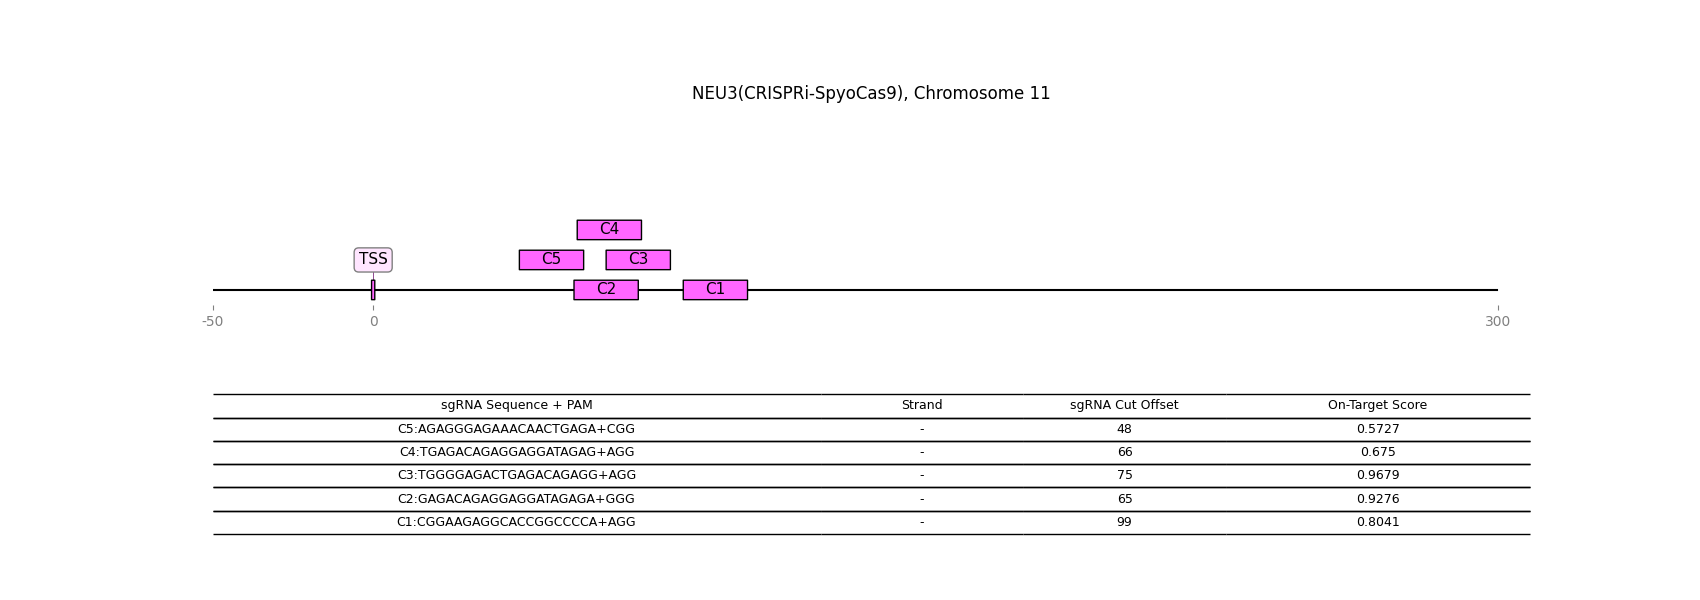 NEU3(CRISPRi-SpyoCas9), Chromosome 11
C4
TSS C5 C3
C2 C1
-50 0 300
sgRNA Sequence + PAM Strand sgRNA Cut Offset On-Target Score
C5:AGAGGGAGAAACAACTGAGA+CGG - 48 0.5727
C4:TGAGACAGAGGAGGATAGAG+AGG - 66 0.675
C3:TGGGGAGACTGAGACAGAGG+AGG - 75 0.9679
C2:GAGACAGAGGAGGATAGAGA+GGG - 65 0.9276
C1:CGGAAGAGGCACCGGCCCCA+AGG - 99 0.8041